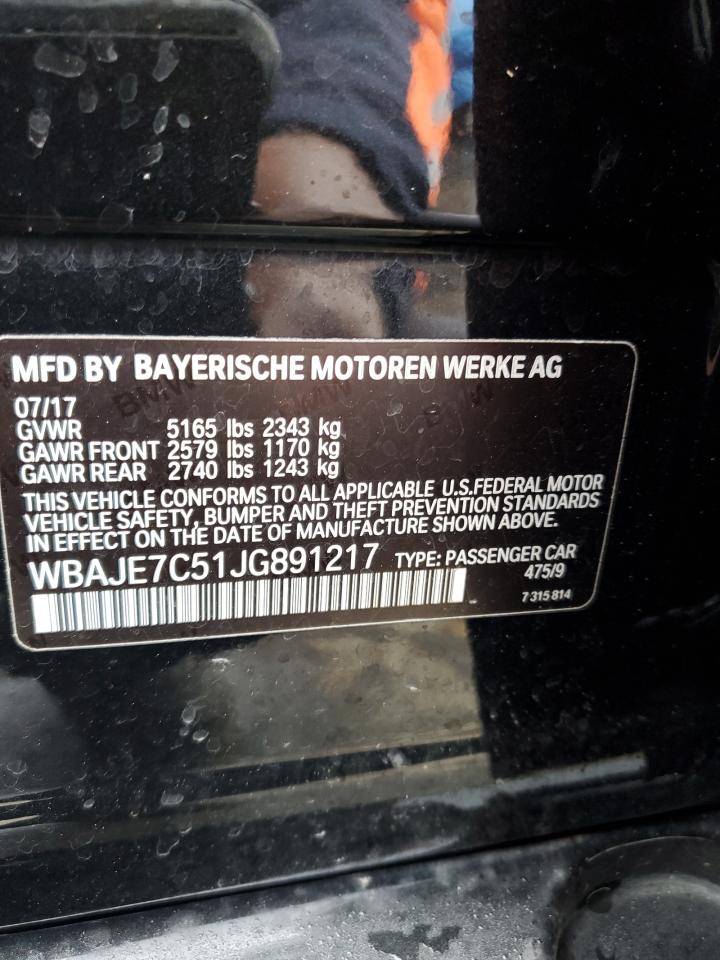 MFD BY BAYERISCHE MOTOREN WERKE AG
07/17
GVWR 5165 lbs 2343 kg
GAWR FRONT 2579 lbs 1170 kg
GAWR REAR 2740 lbs 1243 kg
THIS VEHICLE CONFORMS TO ALL APPLICABLE U.S.FEDERAL MOTOR
VEHICLE SAFETY, BUMPER AND THEFT PREVENTION STANDARDS
IN EFFECT ON THE DATE OF MANUFACTURE SHOWN ABOVE.
WBAJE7C51JG891217 TYPE: PASSENGER CAR
475/9
7 315 814